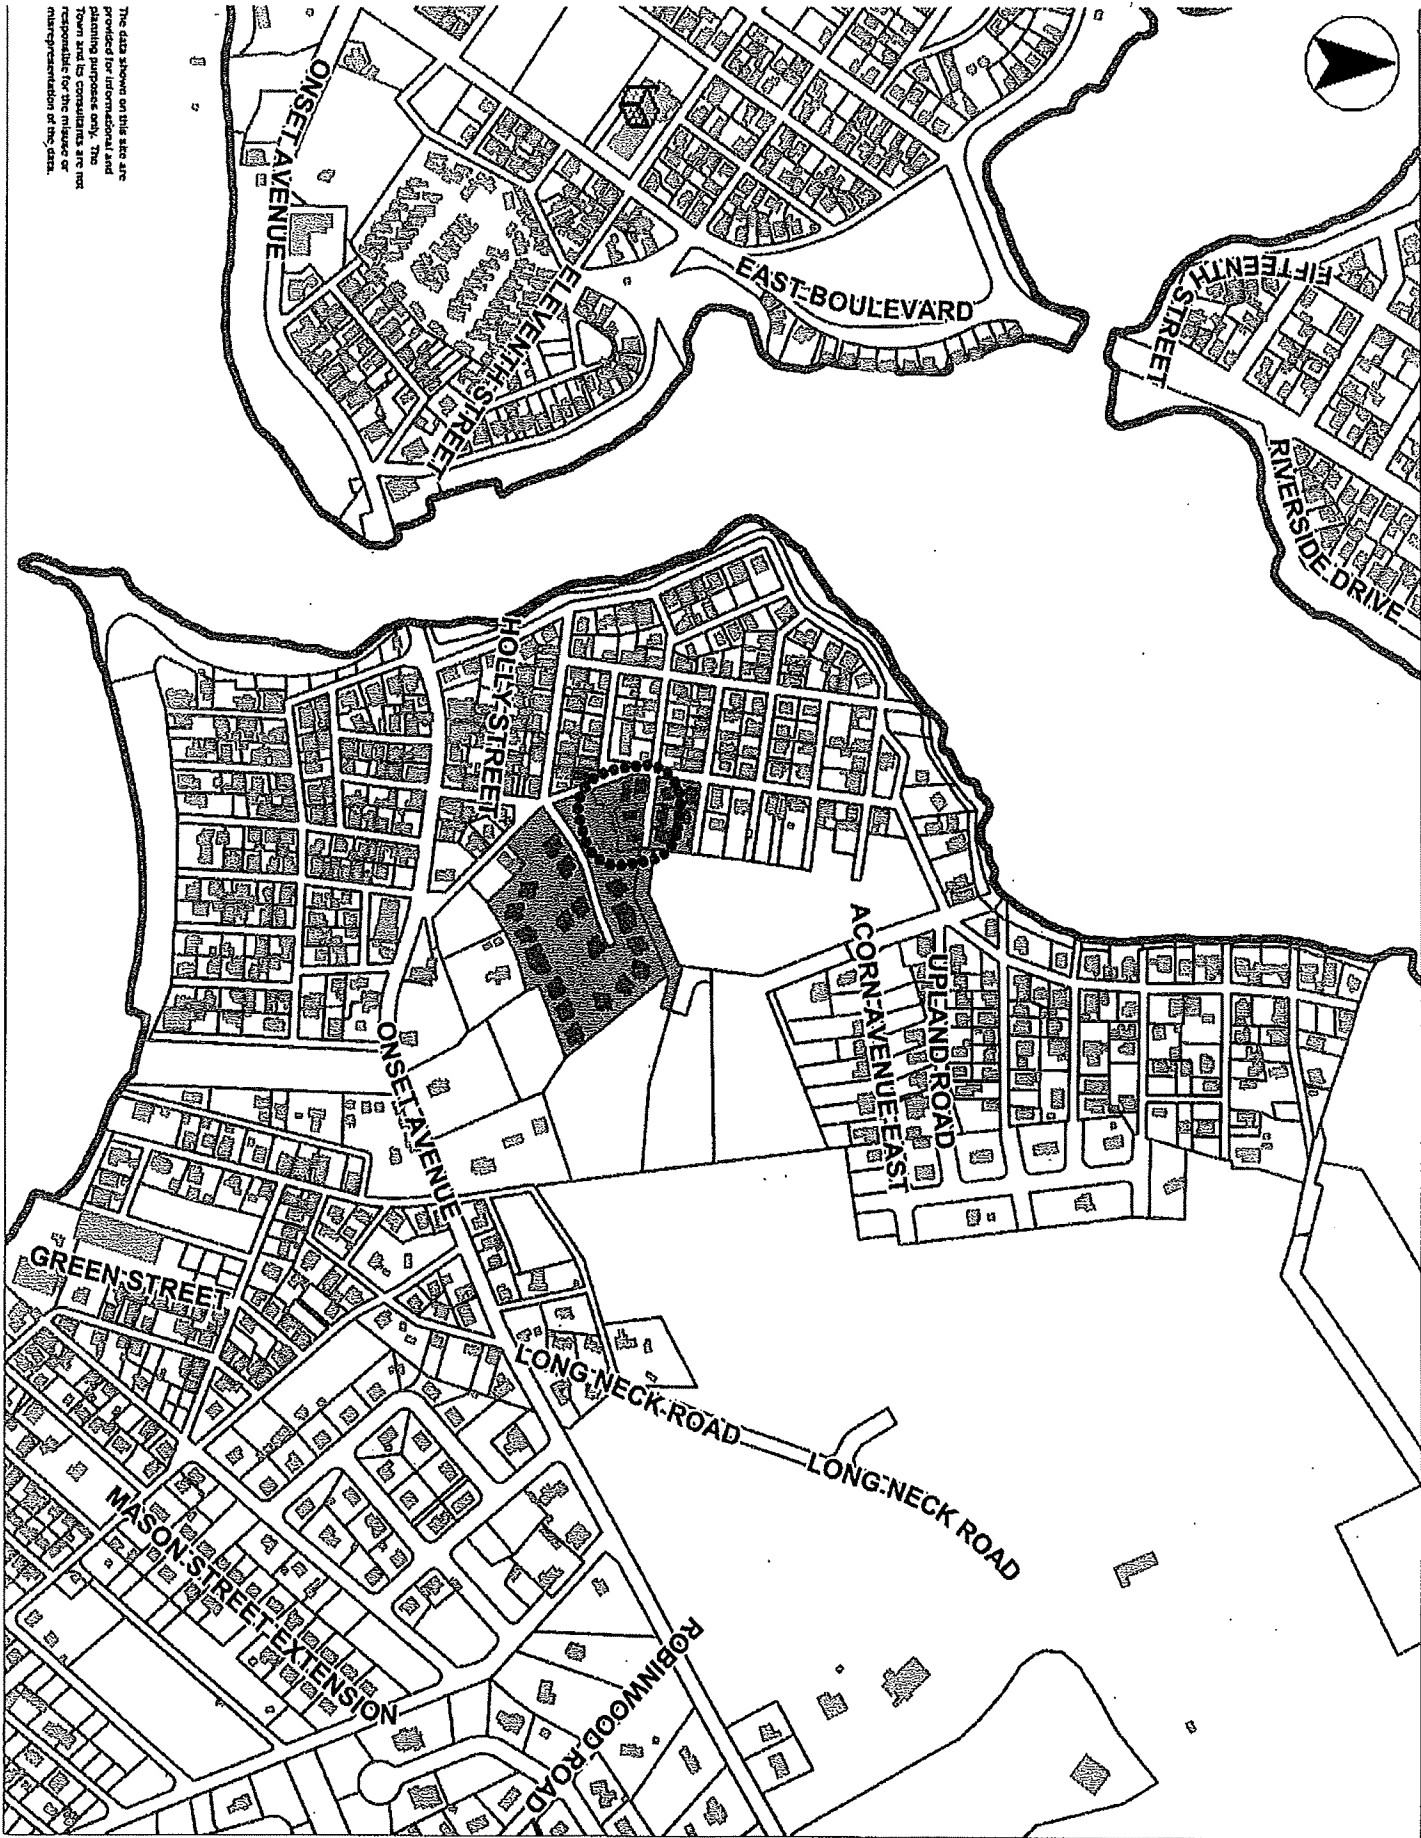 The data shown on this site are
provided for informational and
planning purposes only. The
Town and its consultants are not
responsible for the misuse or
misrepresentation of the data.
ONSET AVENUE
ELEVENTH STREET
EAST BOULEVARD
FIFTEENTH STREET
RIVERSIDE DRIVE
HOLLY STREET
ACORN AVENUE EAST
UPLAND ROAD
ONSET AVENUE
GREEN STREET
LONG NECK ROAD
LONG NECK ROAD
MASON STREET EXTENSION
ROBINWOOD ROAD